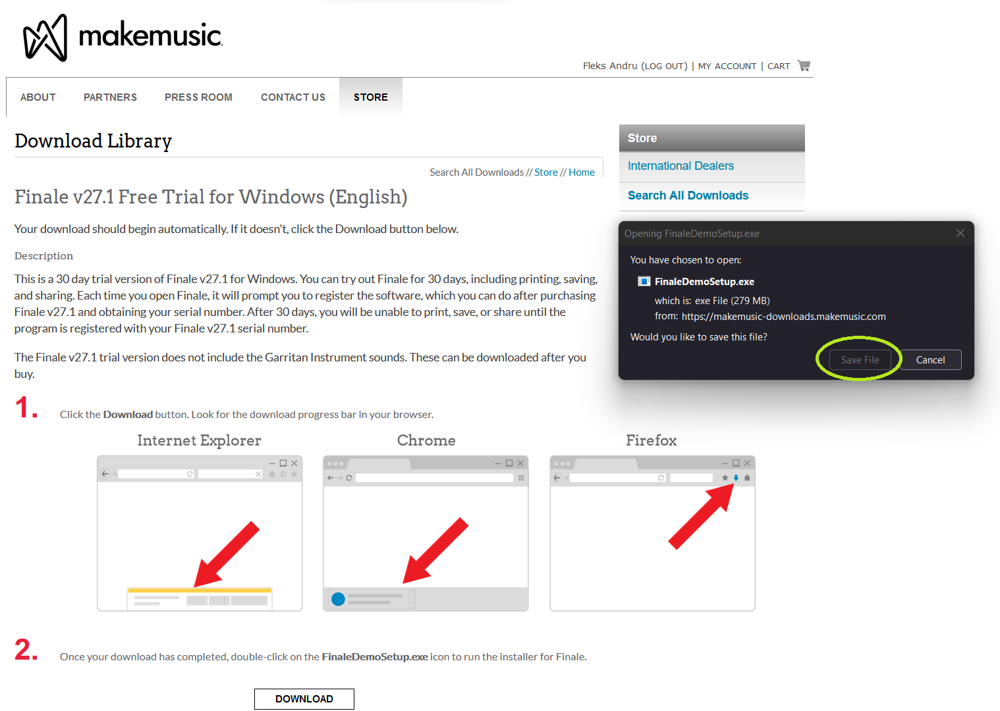 makemusic.
Fleks Andru (LOG OUT) | MY ACCOUNT | CART
ABOUT PARTNERS PRESS ROOM CONTACT US STORE
Download Library
Search All Downloads // Store // Home
Finale v27.1 Free Trial for Windows (English)
Your download should begin automatically. If it doesn't, click the Download button below.
Description
This is a 30 day trial version of Finale v27.1 for Windows. You can try out Finale for 30 days, including printing, saving,
and sharing. Each time you open Finale, it will prompt you to register the software, which you can do after purchasing
Finale v27.1 and obtaining your serial number. After 30 days, you will be unable to print, save, or share until the
program is registered with your Finale v27.1 serial number.
The Finale v27.1 trial version does not include the Garritan Instrument sounds. These can be downloaded after you
buy.
Store
International Dealers
Search All Downloads
Opening FinaleDemoSetup.exe
You have chosen to open:
FinaleDemoSetup.exe
which is: exe File (279 MB)
from: https://makemusic-downloads.makemusic.com
Would you like to save this file?
Save File Cancel
1. Click the Download button. Look for the download progress bar in your browser.
Internet Explorer Chrome Firefox
2. Once your download has completed, double-click on the FinaleDemoSetup.exe icon to run the installer for Finale.
DOWNLOAD